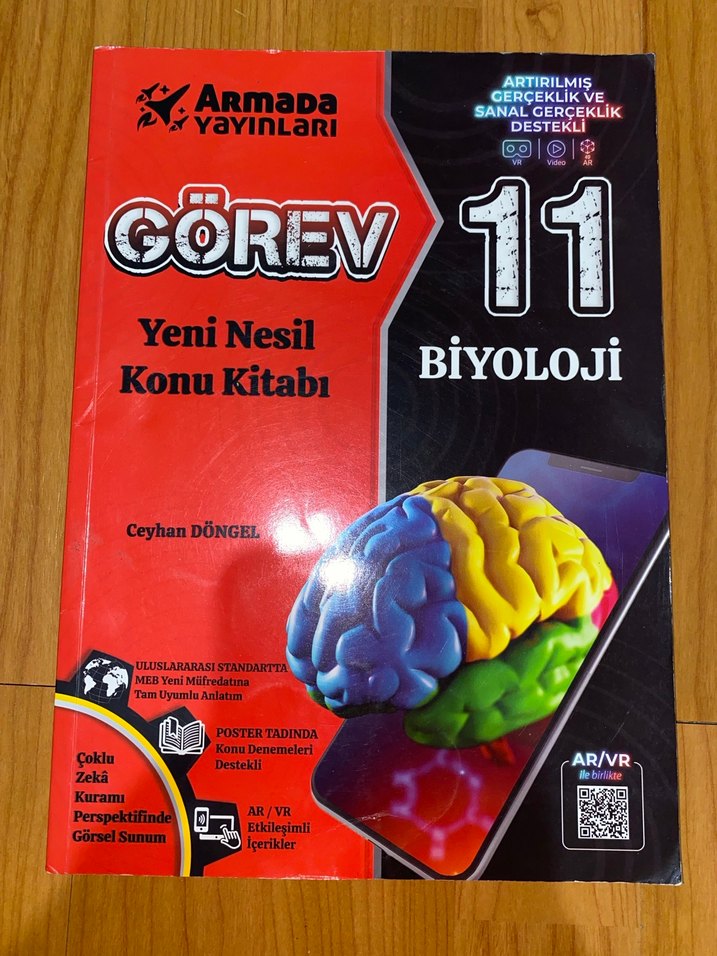 ARMADA
YAYINLARI
ARTIRILMIŞ
GERÇEKLİK VE
SANAL GERÇEKLİK
DESTEKLİ
VR
Video
4D
AR
GÖREV
11
BİYOLOJİ
Yeni Nesil
Konu Kitabı
Ceyhan DÖNGEL
ULUSLARARASI STANDARTTA
MEB Yeni Müfredatına
Tam Uyumlu Anlatım
POSTER TADINDA
Konu Denemeleri
Destekli
AR / VR
Etkileşimli
İçerikler
Çoklu
Zekâ
Kuramı
Perspektifinde
Görsel Sunum
AR/VR
ile birlikte